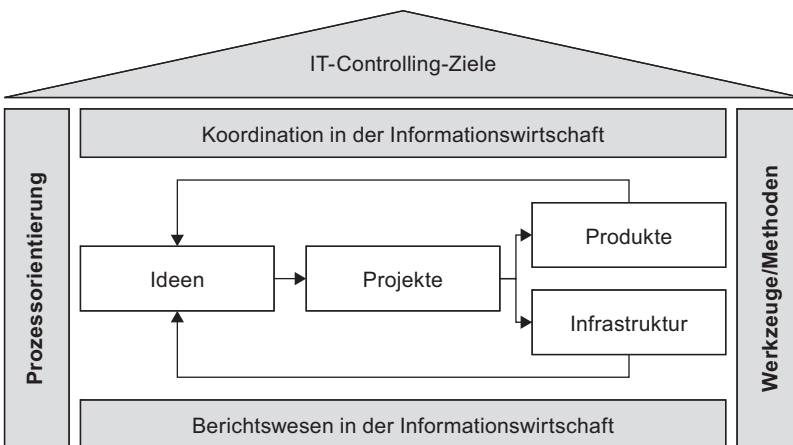 IT-Controlling-Ziele
Koordination in der Informationswirtschaft
Prozessorientierung
Werkzeuge/Methoden
Produkte
Ideen
Projekte
Infrastruktur
Berichtswesen in der Informationswirtschaft